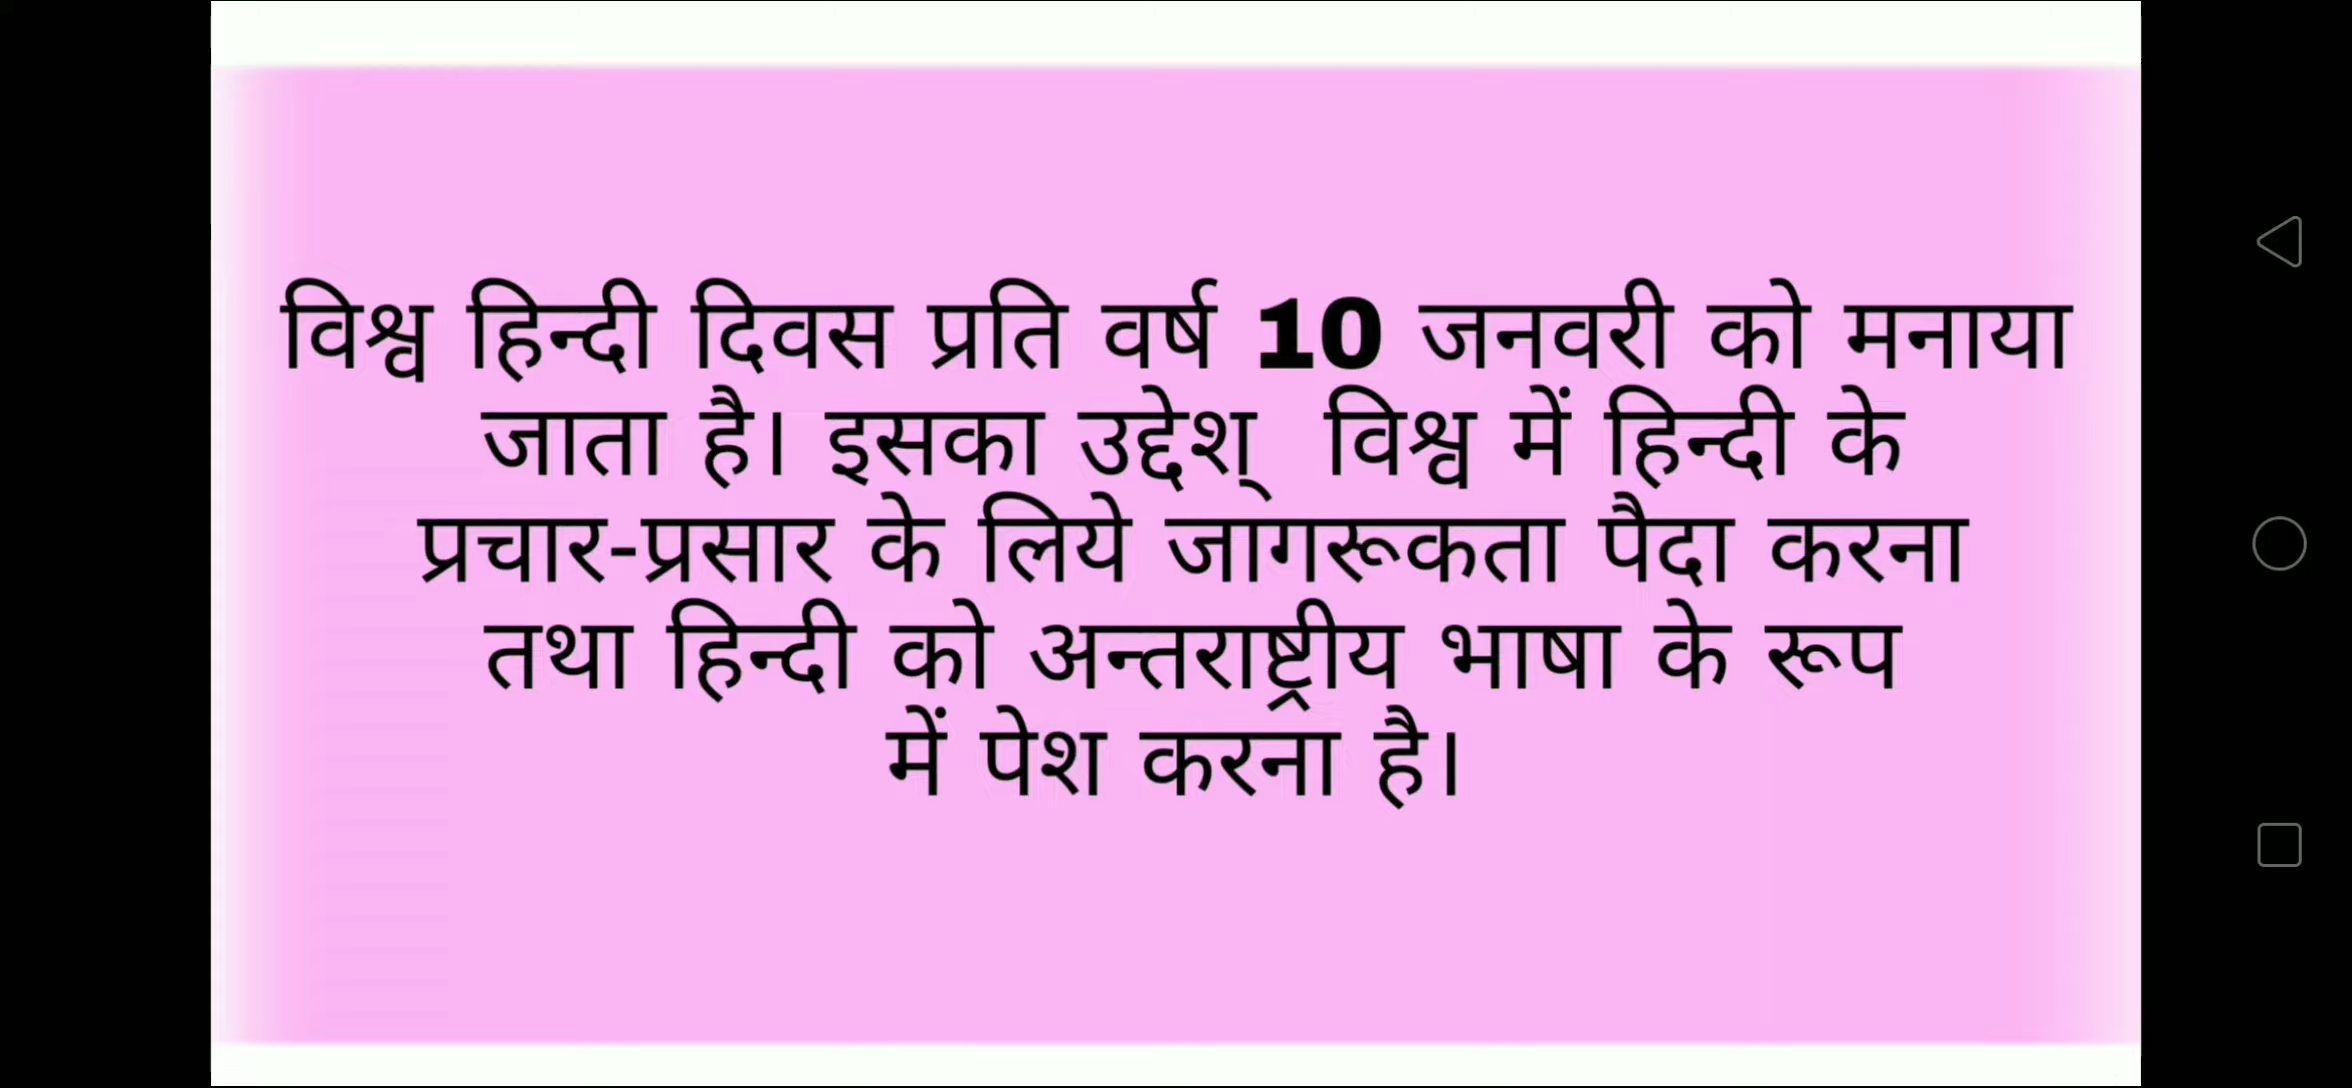 विश्व हिन्दी दिवस प्रति वर्ष 10 जनवरी को मनाया
जाता है। इसका उद्देश् विश्व में हिन्दी के
प्रचार-प्रसार के लिये जागरूकता पैदा करना
तथा हिन्दी को अन्तराष्ट्रीय भाषा के रूप
में पेश करना है।